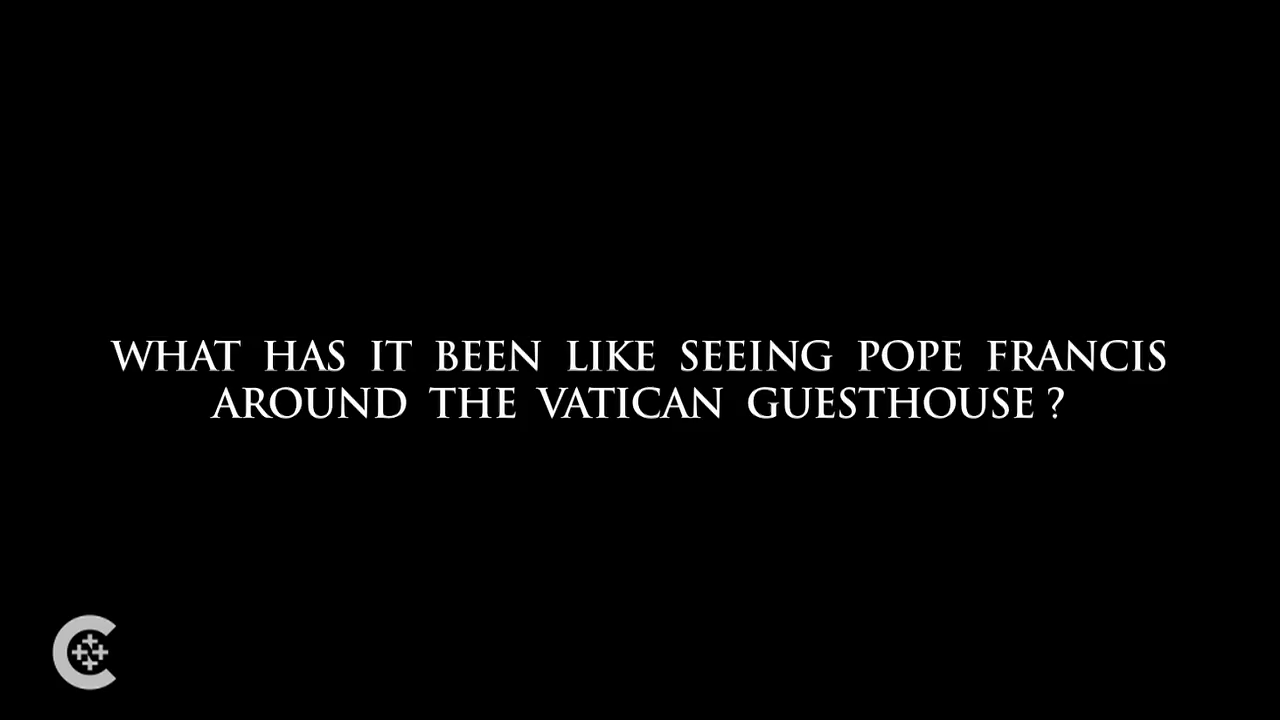 WHAT HAS IT BEEN LIKE SEEING POPE FRANCIS
AROUND THE VATICAN GUESTHOUSE ?